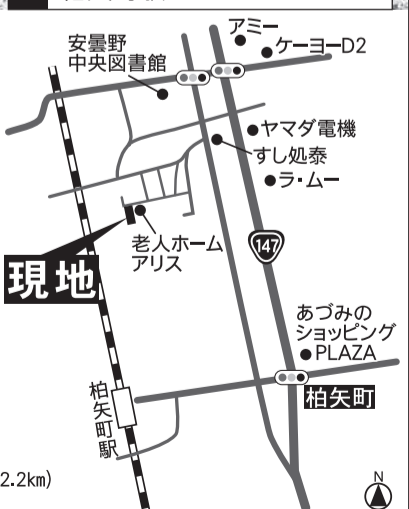 アミー
ケーヨーD2
安曇野
中央図書館
ヤマダ電機
すし処泰
ラ・ムー
老人ホーム
アリス
現地
147
あづみの
ショッピング
PLAZA
柏矢町
柏矢町駅
2.2km)
N